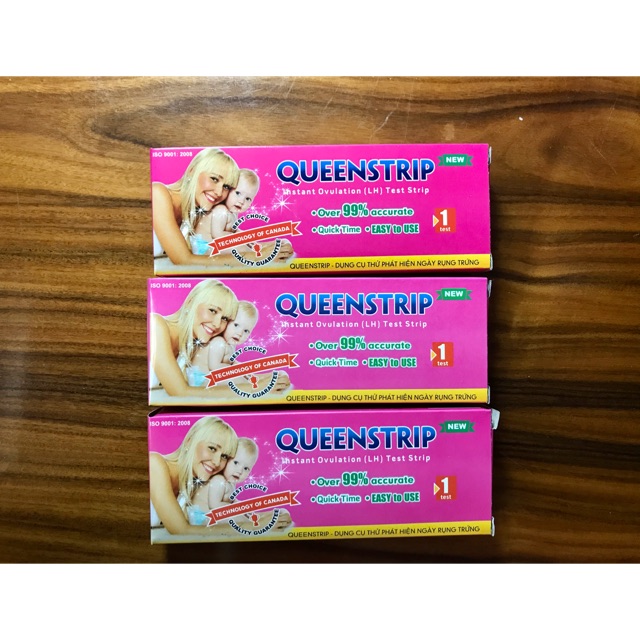 ISO 9001: 2008
QUEENSTRIP
NEW
Instant Ovulation (LH) Test Strip
• Over 99% accurate
• Quick Time • EASY to USE
1
test
BEST CHOICE
TECHNOLOGY OF CANADA
QUALITY GUARANTEE
QUEENSTRIP - DỤNG CỤ THỬ PHÁT HIỆN NGÀY RỤNG TRỨNG
ISO 9001: 2008
QUEENSTRIP
NEW
Instant Ovulation (LH) Test Strip
• Over 99% accurate
• Quick Time • EASY to USE
1
test
BEST CHOICE
TECHNOLOGY OF CANADA
QUALITY GUARANTEE
QUEENSTRIP - DỤNG CỤ THỬ PHÁT HIỆN NGÀY RỤNG TRỨNG
ISO 9001: 2008
QUEENSTRIP
NEW
Instant Ovulation (LH) Test Strip
• Over 99% accurate
• Quick Time • EASY to USE
1
test
BEST CHOICE
TECHNOLOGY OF CANADA
QUALITY GUARANTEE
QUEENSTRIP - DỤNG CỤ THỬ PHÁT HIỆN NGÀY RỤNG TRỨNG